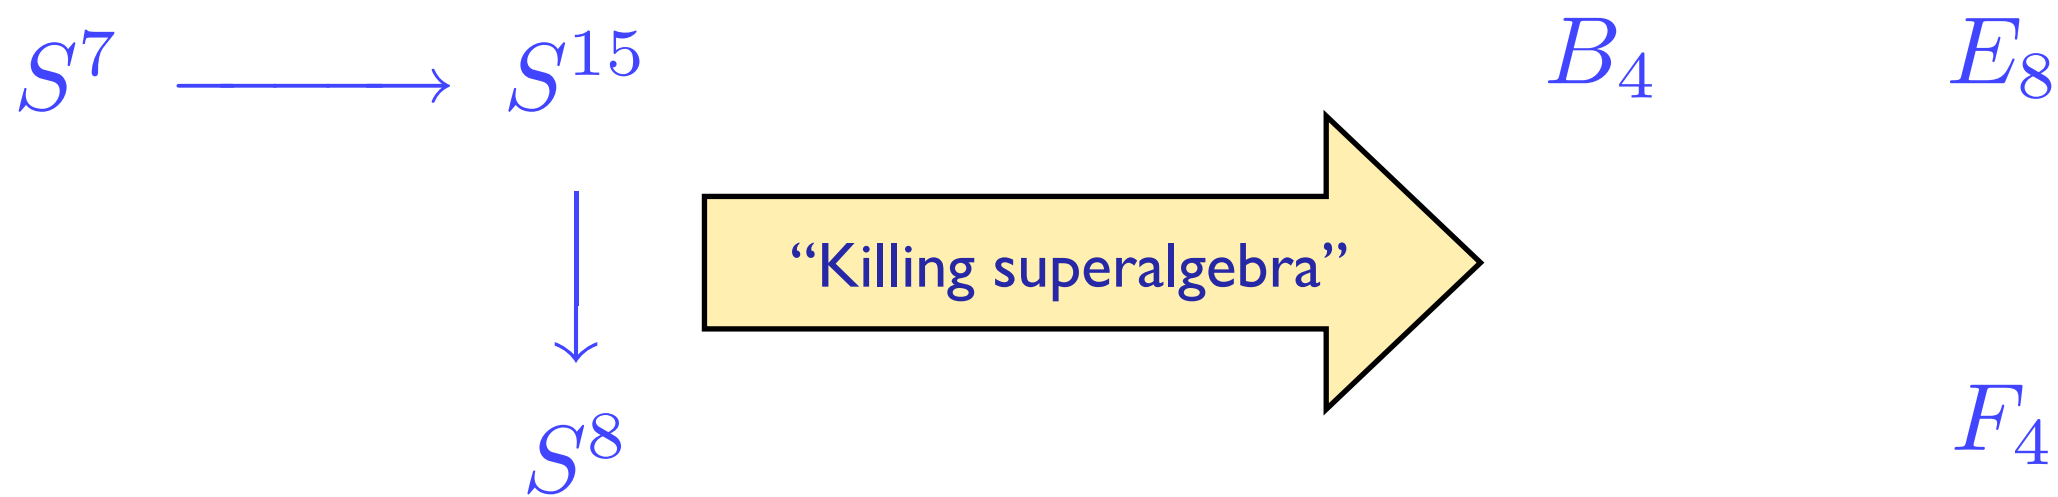 S^7 → S^{15} B_4 E_8
“Killing superalgebra”
S^8 F_4